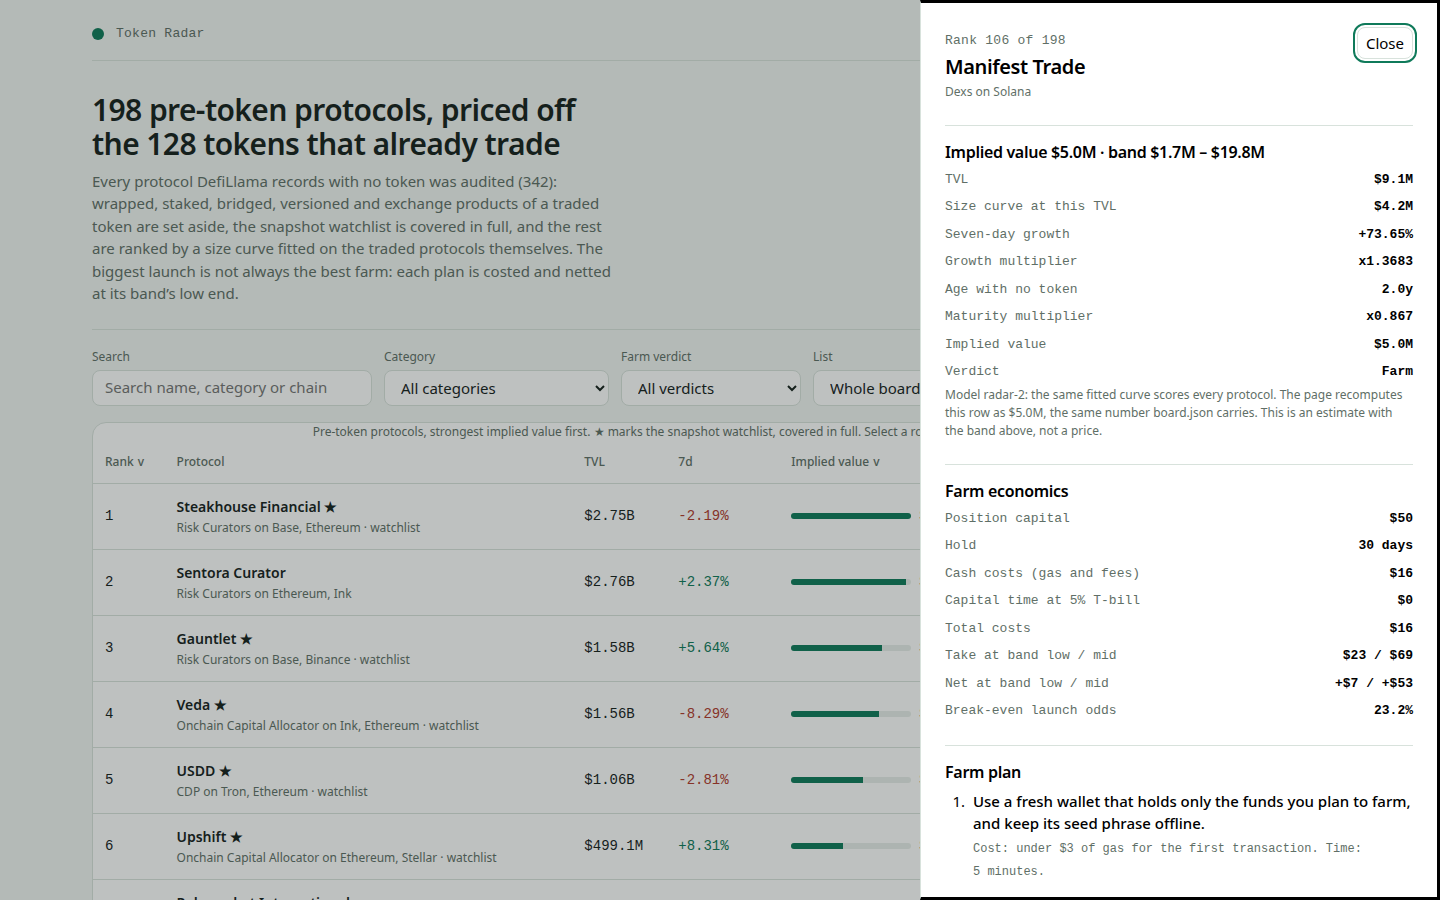 Token Radar
198 pre-token protocols, priced off
the 128 tokens that already trade
Every protocol DefiLlama records with no token was audited (342):
wrapped, staked, bridged, versioned and exchange products of a traded
token are set aside, the snapshot watchlist is covered in full, and the rest
are ranked by a size curve fitted on the traded protocols themselves. The
biggest launch is not always the best farm: each plan is costed and netted
at its band's low end.
Search Category Farm verdict List
Search name, category or chain All categories All verdicts Whole board
Pre-token protocols, strongest implied value first. ★ marks the snapshot watchlist, covered in full. Select a
Rank v Protocol TVL 7d Implied value v
1 Steakhouse Financial ★ $2.75B -2.19%
Risk Curators on Base, Ethereum · watchlist
2 Sentora Curator $2.76B +2.37%
Risk Curators on Ethereum, Ink
3 Gauntlet ★ $1.58B +5.64%
Risk Curators on Base, Binance · watchlist
4 Veda ★ $1.56B -8.29%
Onchain Capital Allocator on Ink, Ethereum · watchlist
5 USDD ★ $1.06B -2.81%
CDP on Tron, Ethereum · watchlist
6 Upshift ★ $499.1M +8.31%
Onchain Capital Allocator on Ethereum, Stellar · watchlist
Rank 106 of 198
Close
Manifest Trade
Dexs on Solana
Implied value $5.0M · band $1.7M – $19.8M
TVL $9.1M
Size curve at this TVL $4.2M
Seven-day growth +73.65%
Growth multiplier x1.3683
Age with no token 2.0y
Maturity multiplier x0.867
Implied value $5.0M
Verdict Farm
Model radar-2: the same fitted curve scores every protocol. The page recomputes
this row as $5.0M, the same number board.json carries. This is an estimate with
the band above, not a price.
Farm economics
Position capital $50
Hold 30 days
Cash costs (gas and fees) $16
Capital time at 5% T-bill $0
Total costs $16
Take at band low / mid $23 / $69
Net at band low / mid +$7 / +$53
Break-even launch odds 23.2%
Farm plan
1. Use a fresh wallet that holds only the funds you plan to farm,
and keep its seed phrase offline.
Cost: under $3 of gas for the first transaction. Time:
5 minutes.